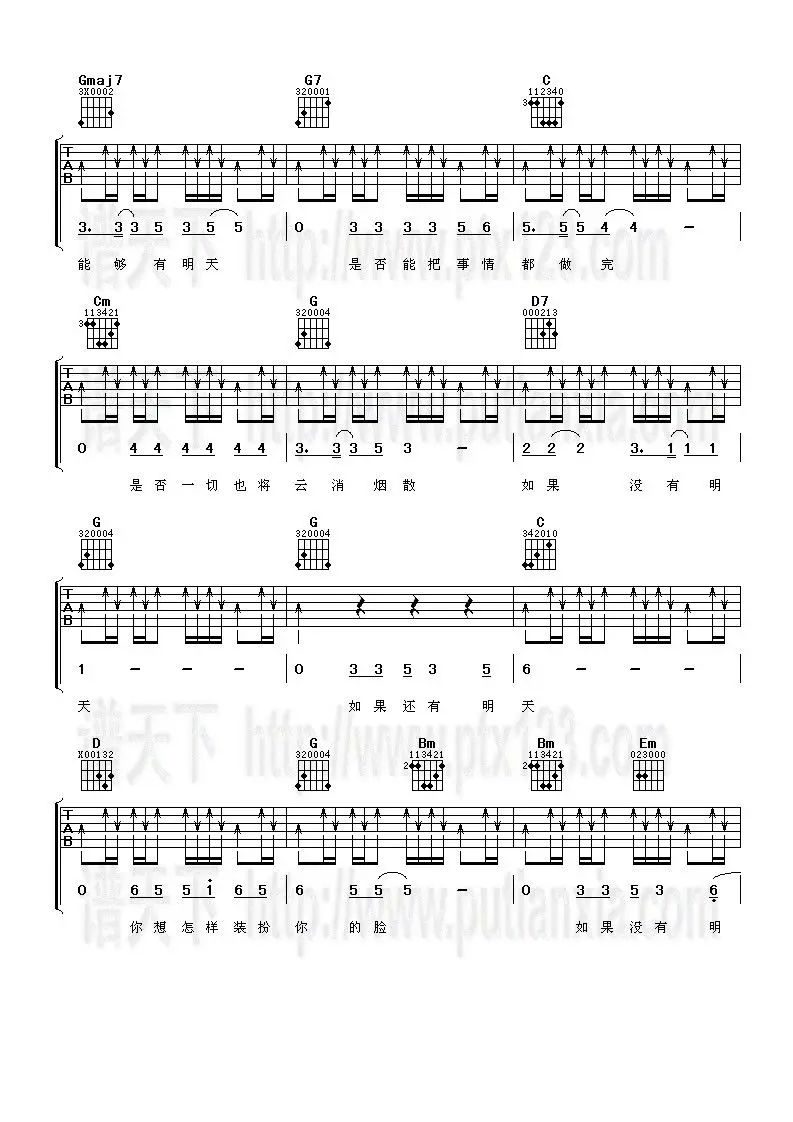 Gmaj7 G7 C
3X0002 320001 3 112340
T A B
3. 3 3 5 3 5 5 | 0 3 3 3 3 5 6 | 5. 5 5 4 4 -
能够有明天 是否能把事情都做完
谱天下 http://www.ptx123.com
Cm G D7
3 113421 320004 000213
T A B
0 4 4 4 4 4 4 | 3. 3 3 5 3 - | 2 2 2 3. 1 1 1
是否一切也将云消烟散 如果 没有明
谱天下 http://www.putianxia.com
G G C
320004 320004 342010
T A B
1 - - - | 0 3 3 5 3 5 | 6 - - -
天 如果还有 明天
谱天下 http://www.ptx123.com
D G Bm Bm Em
X00132 320004 2 113421 2 113421 023000
T A B
0 6 5 5 1 6 5 | 6 5 5 5 - | 0 3 3 5 3 6
你想怎样装扮你 的脸 如果没有 明
谱天下 http://www.putianxia.com